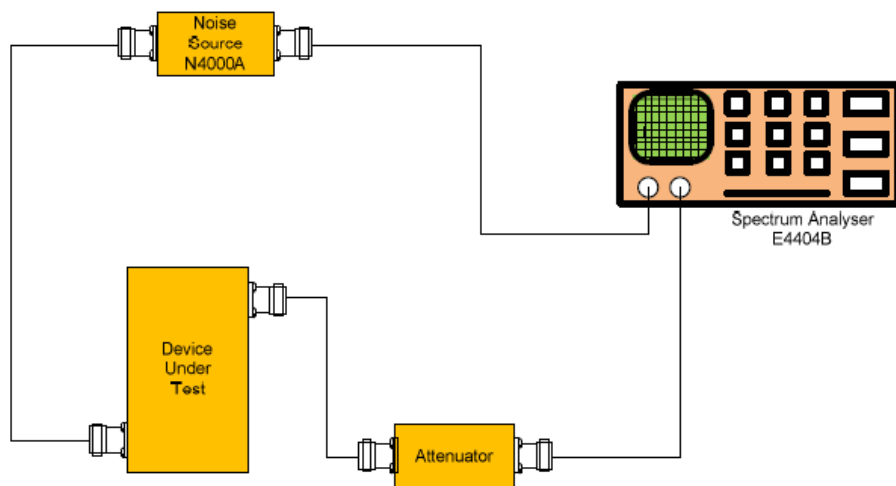 Noise
Source
N4000A
Spectrum Analyser
E4404B
Device
Under
Test
Attenuator